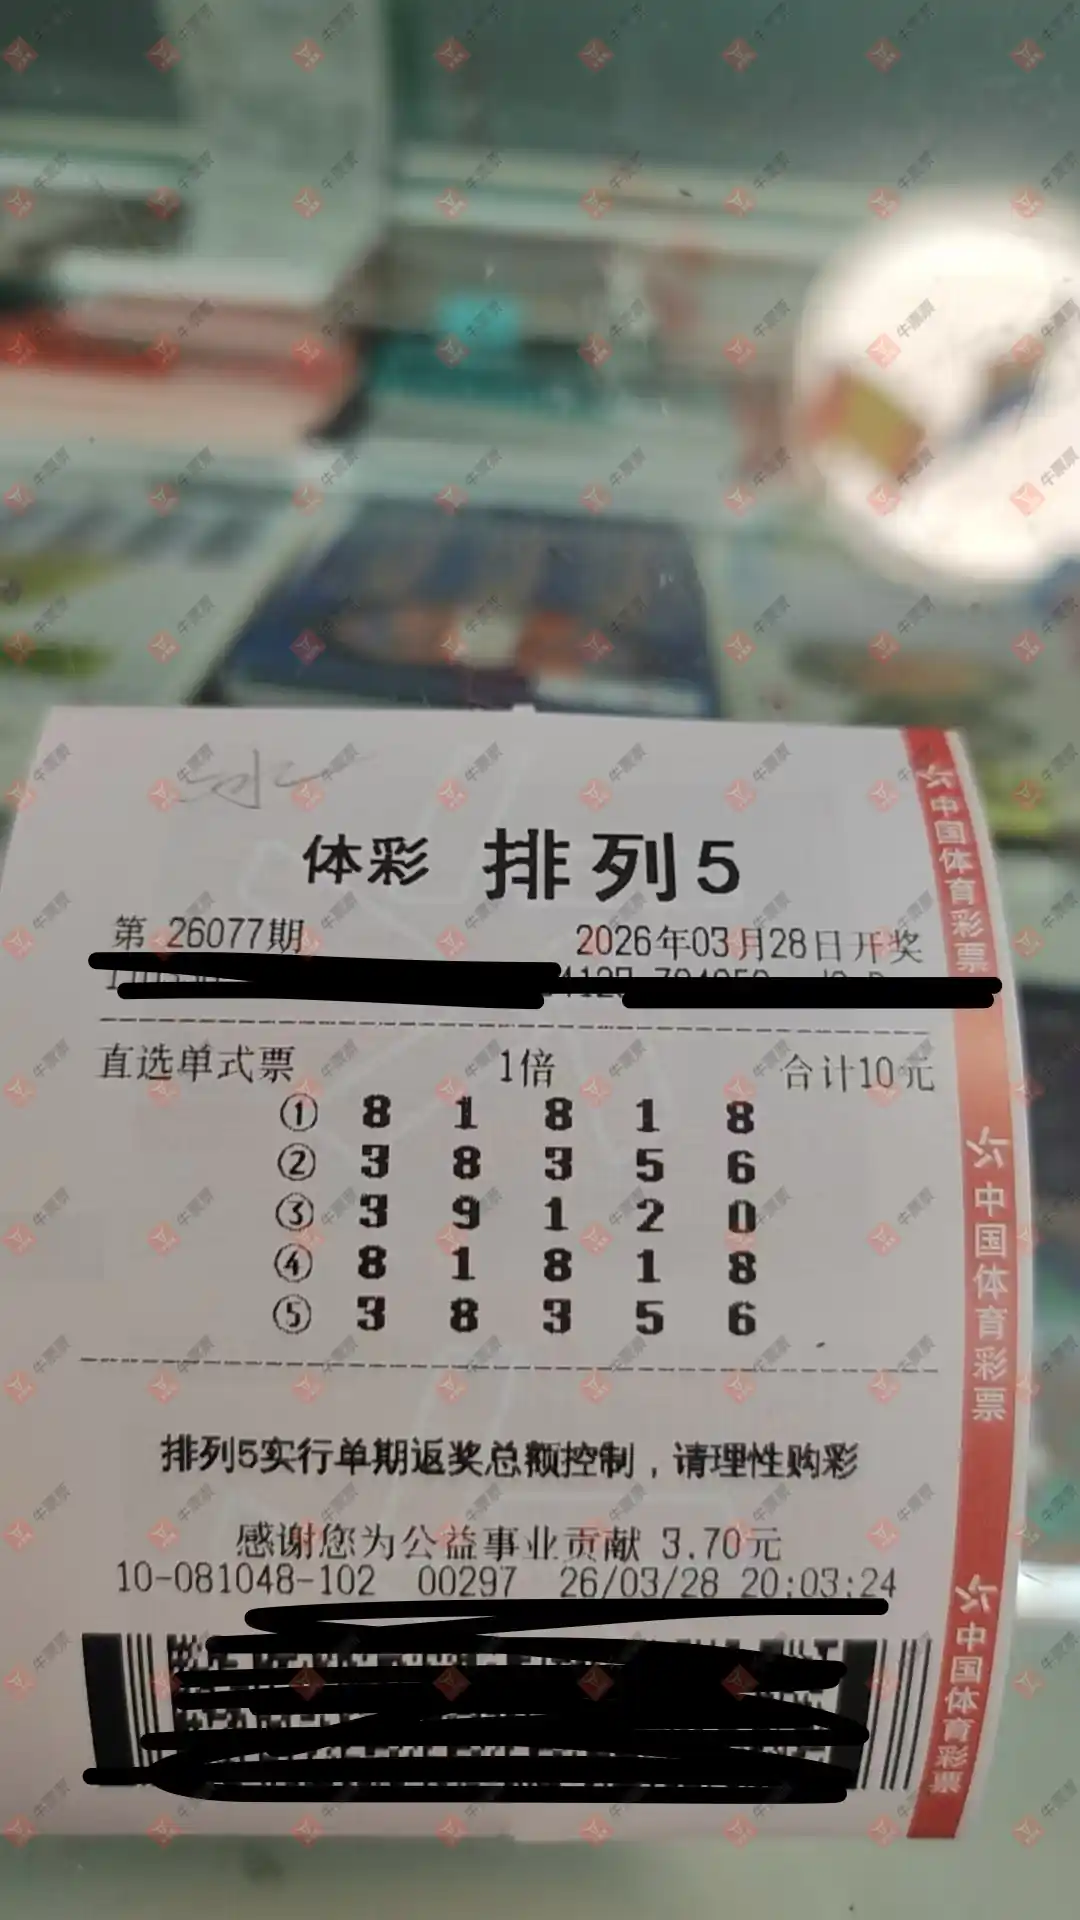 体彩 排列5
第 26077期 2026年03月28日开奖
直选单式票 1倍 合计10元
① 8 1 8 1 8
② 3 8 3 5 6
③ 3 9 1 2 0
④ 8 1 8 1 8
⑤ 3 8 3 5 6
排列5实行单期返奖总额控制，请理性购彩
感谢您为公益事业贡献 3.70元
10-081048-102 00297 26/03/28 20:03:24
中国体育彩票
中国体育彩票
中国体育彩票